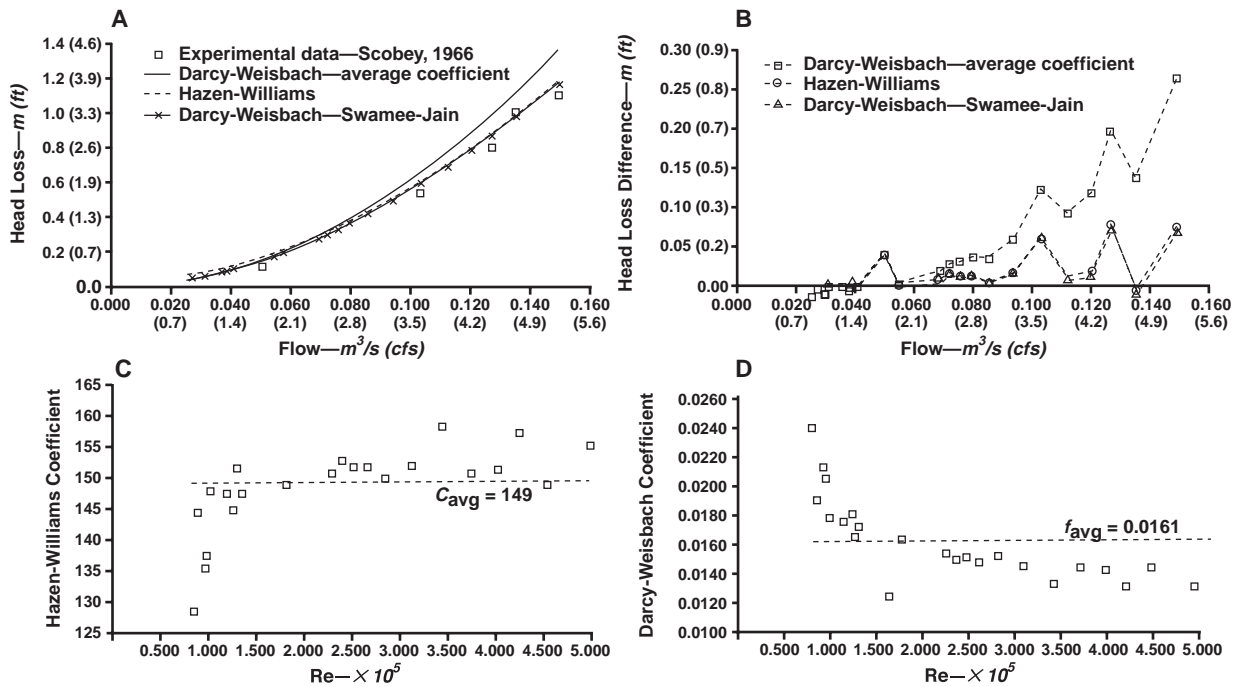 A
1.4 (4.6)
1.2 (3.9)
1.0 (3.3)
0.8 (2.6)
0.6 (1.9)
0.4 (1.3)
0.2 (0.7)
0.0
Head Loss—m (ft)
Experimental data—Scobey, 1966
Darcy-Weisbach—average coefficient
Hazen-Williams
Darcy-Weisbach—Swamee-Jain
0.000 0.020 0.040 0.060 0.080 0.100 0.120 0.140 0.160
(0.7) (1.4) (2.1) (2.8) (3.5) (4.2) (4.9) (5.6)
Flow—m³/s (cfs)
B
0.30 (0.9)
0.25 (0.8)
0.20 (0.7)
0.15 (0.5)
0.10 (0.3)
0.05 (0.2)
0.00
Head Loss Difference—m (ft)
Darcy-Weisbach—average coefficient
Hazen-Williams
Darcy-Weisbach—Swamee-Jain
0.000 0.020 0.040 0.060 0.080 0.100 0.120 0.140 0.160
(0.7) (1.4) (2.1) (2.8) (3.5) (4.2) (4.9) (5.6)
Flow—m³/s (cfs)
C
165
160
155
150
145
140
135
130
125
Hazen-Williams Coefficient
Cavg = 149
0.500 1.000 1.500 2.000 2.500 3.000 3.500 4.000 4.500 5.000
Re—× 10⁵
D
0.0260
0.0240
0.0220
0.0200
0.0180
0.0160
0.0140
0.0120
0.0100
Darcy-Weisbach Coefficient
favg = 0.0161
0.500 1.000 1.500 2.000 2.500 3.000 3.500 4.000 4.500 5.000
Re—× 10⁵